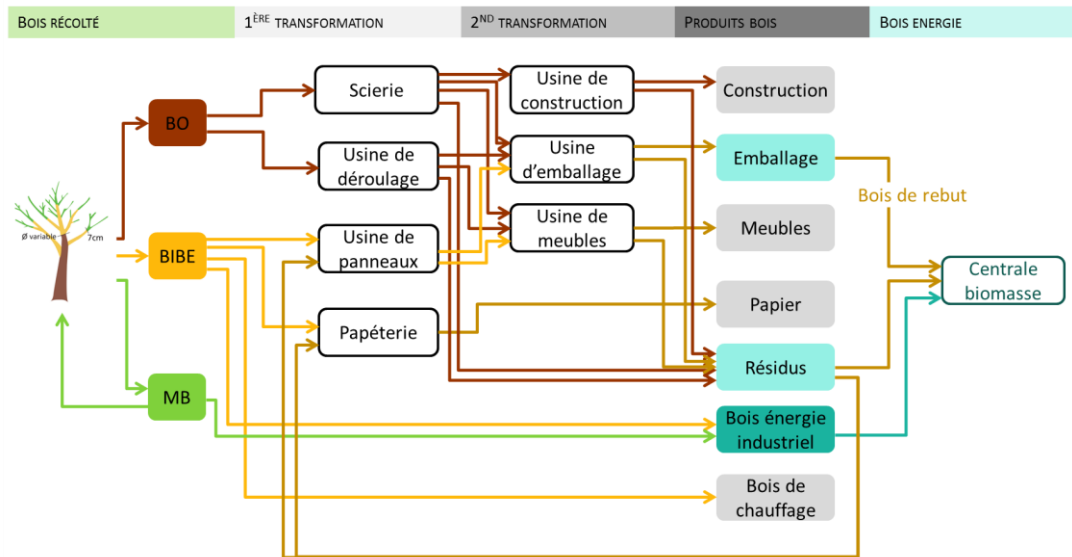 BOIS RÉCOLTÉ
1ÈRE TRANSFORMATION
2ND TRANSFORMATION
PRODUITS BOIS
BOIS ENERGIE
Scierie
Usine de
construction
Construction
BO
Usine de
déroulage
Usine
d'emballage
Emballage
Bois de rebut
Ø variable
7cm
BIBE
Usine de
panneaux
Usine de
meubles
Meubles
Centrale
biomasse
Papéterie
Papier
MB
Résidus
Bois énergie
industriel
Bois de
chauffage